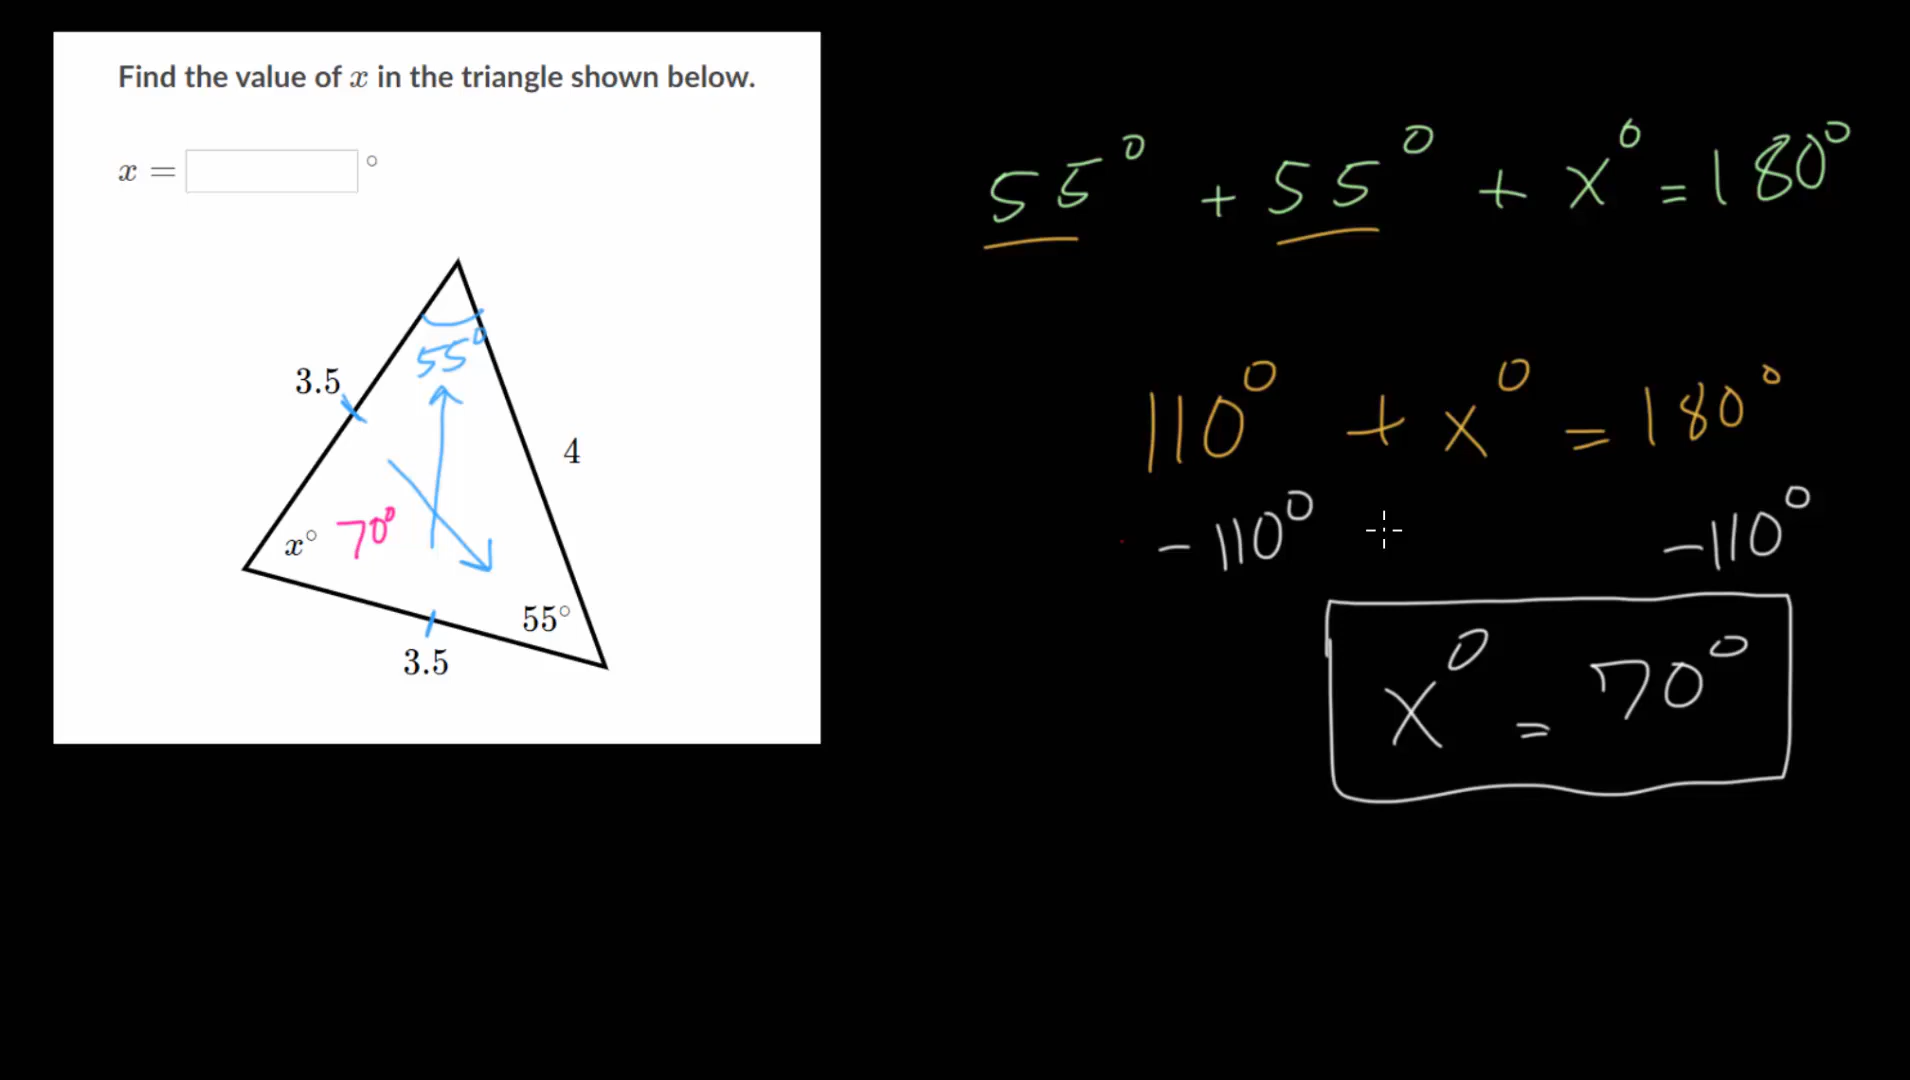 Find the value of x in the triangle shown below.
x = °
55°
3.5
4
x° 70°
55°
3.5
55° + 55° + x° = 180°
110° + x° = 180°
-110° -110°
x° = 70°